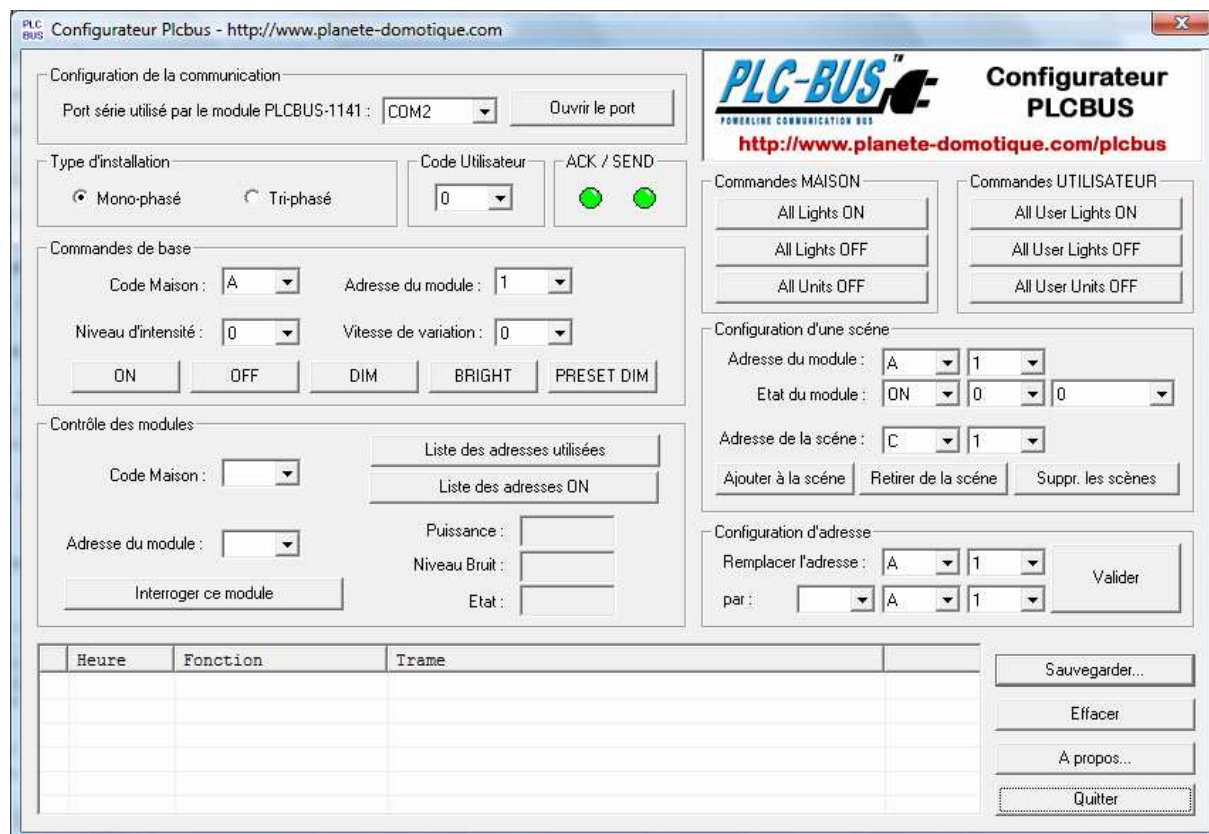 PLC BUS Configurateur Plcbus - http://www.planete-domotique.com
Configuration de la communication
Port série utilisé par le module PLCBUS-1141 : COM2 Ouvrir le port
PLC-BUS TM
POWERLINE COMMUNICATION BUS
Configurateur
PLCBUS
http://www.planete-domotique.com/plcbus
Type d'installation
Mono-phasé Tri-phasé
Code Utilisateur
0
ACK / SEND
Commandes MAISON
All Lights ON
All Lights OFF
All Units OFF
Commandes UTILISATEUR
All User Lights ON
All User Lights OFF
All User Units OFF
Commandes de base
Code Maison : A Adresse du module : 1
Niveau d'intensité : 0 Vitesse de variation : 0
ON OFF DIM BRIGHT PRESET DIM
Configuration d'une scéne
Adresse du module : A 1
Etat du module : ON 0 0
Adresse de la scéne : C 1
Ajouter à la scéne Retirer de la scéne Suppr. les scènes
Contrôle des modules
Code Maison :
Liste des adresses utilisées
Liste des adresses ON
Adresse du module :
Interroger ce module
Puissance :
Niveau Bruit :
Etat :
Configuration d'adresse
Remplacer l'adresse : A 1
par : A 1
Valider
Heure Fonction Trame
Sauvegarder...
Effacer
A propos...
Quitter